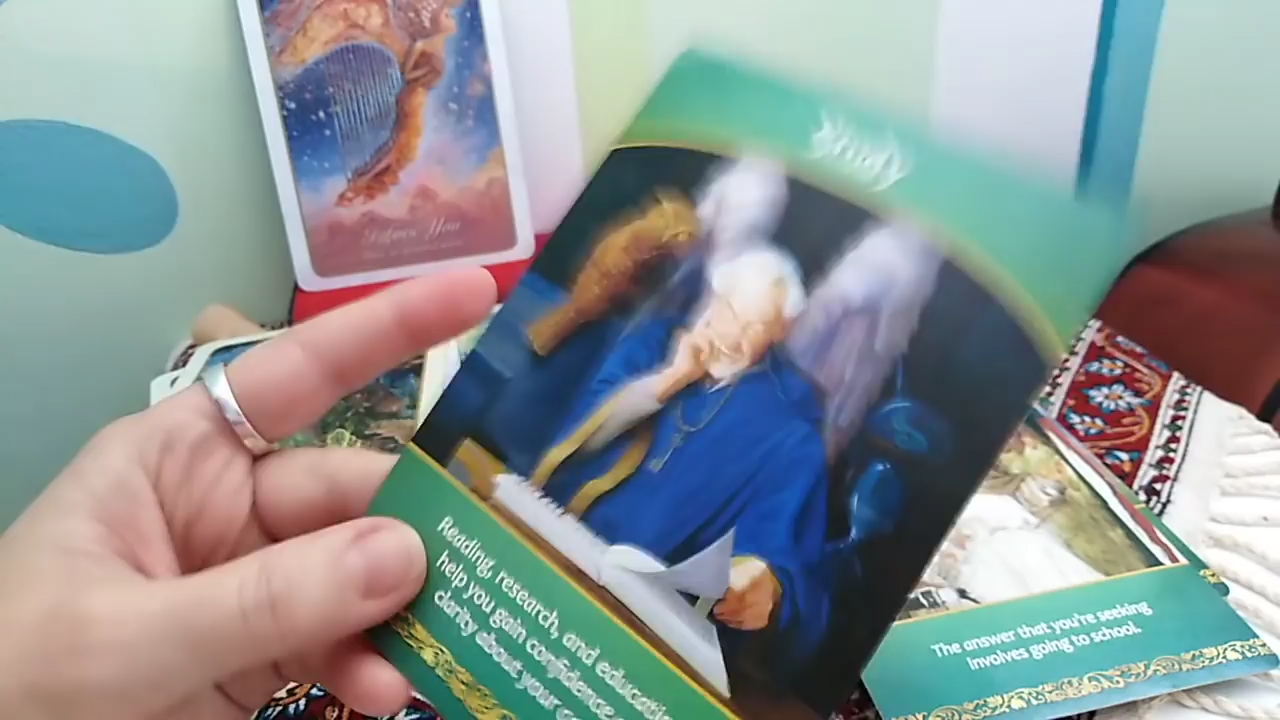 Study
Reading, research, and educati
help you gain confidence
clarity about your
The answer that you're seeking
involves going to school.